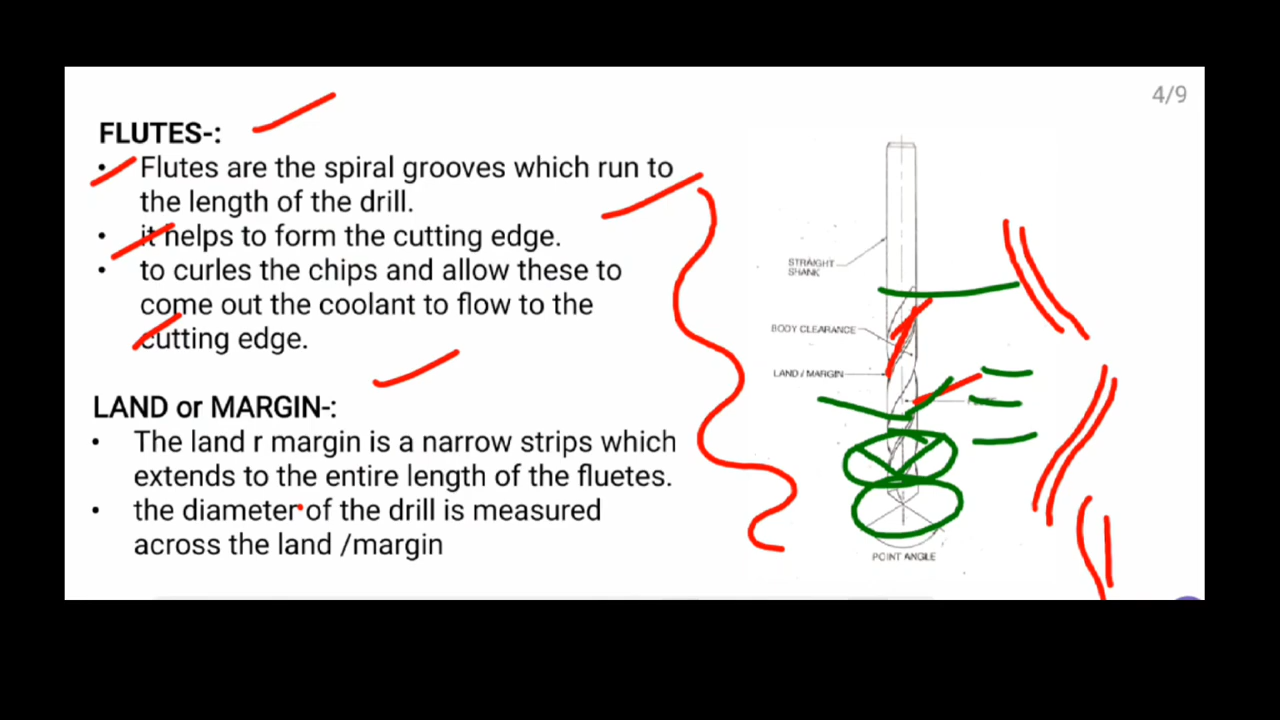 4/9
FLUTES-:
• Flutes are the spiral grooves which run to
the length of the drill.
• it helps to form the cutting edge.
• to curles the chips and allow these to
come out the coolant to flow to the
cutting edge.
LAND or MARGIN-:
• The land r margin is a narrow strips which
extends to the entire length of the fluetes.
• the diameter of the drill is measured
across the land /margin
STRAIGHT
SHANK
BODY CLEARANCE
LAND / MARGIN
POINT ANGLE